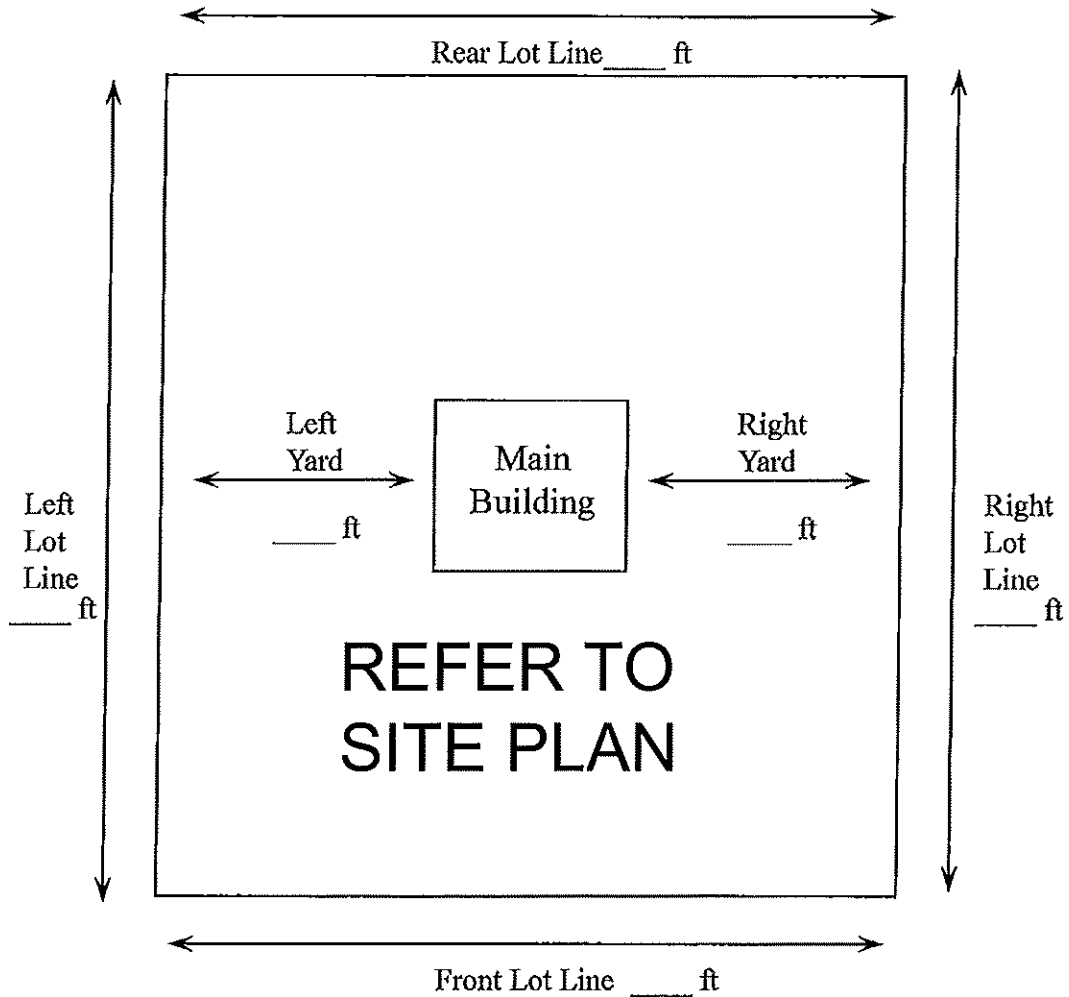 Rear Lot Line____ ft
Left
Yard
____ ft
Main
Building
Right
Yard
____ ft
Left
Lot
Line
____ ft
Right
Lot
Line
____ ft
REFER TO
SITE PLAN
Front Lot Line ____ ft